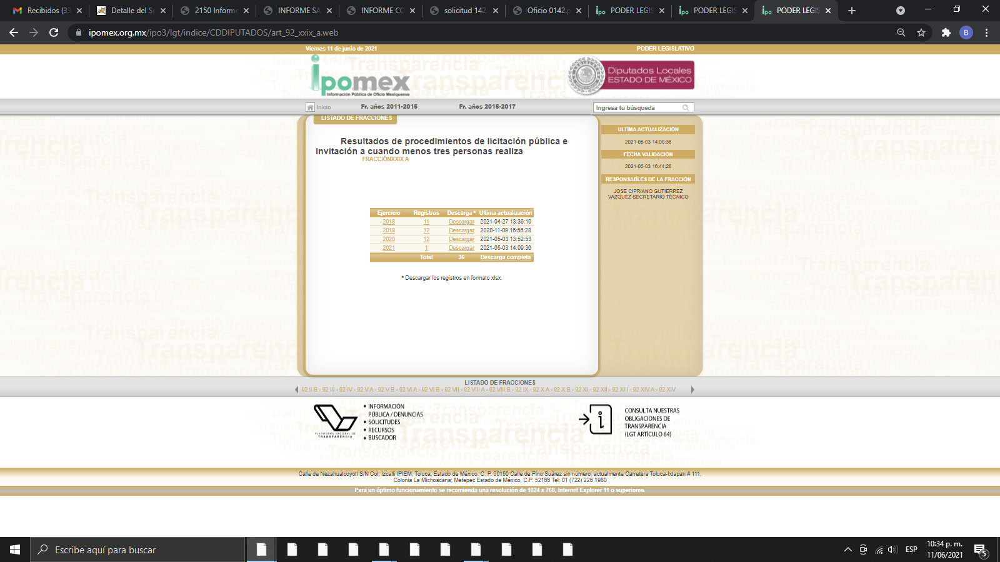 Recibidos (33
Detalle del Se
2150 Informe
INFORME SA
INFORME CO
solicitud 142.
Oficio 0142.p
PODER LEGIS
PODER LEGIS
PODER LEGIS
ipomex.org.mx/ipo3/lgt/indice/CDDIPUTADOS/art_92_xxix_a.web
B
Viernes 11 de junio de 2021
PODER LEGISLATIVO
ipomex
Información Pública de Oficio Mexiquense
Diputados Locales
ESTADO DE MÉXICO
Inicio
Fr. años 2011-2015
Fr. años 2015-2017
Ingresa tu búsqueda
LISTADO DE FRACCIONES
Resultados de procedimientos de licitación pública e
invitación a cuando menos tres personas realiza
FRACCIÓNXXIX A
Ejercicio Registros Descarga * Ultima actualización
2018 11 Descargar 2021-04-27 13:39:10
2019 12 Descargar 2020-11-09 16:56:28
2020 12 Descargar 2021-05-03 13:52:53
2021 1 Descargar 2021-05-03 14:09:36
Total 36 Descarga completa
* Descargar los registros en formato xlsx.
ULTIMA ACTUALIZACIÓN
2021-05-03 14:09:36
FECHA VALIDACIÓN
2021-05-03 16:44:28
RESPONSABLES DE LA FRACCIÓN
JOSE CIPRIANO GUTIERREZ
VAZQUEZ SECRETARIO TÉCNICO
LISTADO DE FRACCIONES
92 II B - 92 III - 92 IV - 92 V A - 92 V B - 92 VI A - 92 VI B - 92 VII - 92 VIII A - 92 VIII B - 92 IX - 92 X A - 92 X B - 92 XI - 92 XII - 92 XIII - 92 XIV A - 92 XIV
PLATAFORMA NACIONAL DE
TRANSPARENCIA
• INFORMACIÓN
PÚBLICA / DENUNCIAS
• SOLICITUDES
• RECURSOS
• BUSCADOR
CONSULTA NUESTRAS
OBLIGACIONES DE
TRANSPARENCIA
(LGT ARTÍCULO 64)
Calle de Nezahualcoyotl S/N Col. Izcalli IPIEM, Toluca, Estado de México. C. P. 50150 Calle de Pino Suárez sin número, actualmente Carretera Toluca-Ixtapan # 111,
Colonia La Michoacana; Metepec Estado de México, C.P. 52166 Tel: 01 (722) 226 1980
Para un óptimo funcionamiento se recomienda una resolución de 1024 x 768, Internet Explorer 11 o superiores.
Escribe aquí para buscar
ESP
10:34 p. m.
11/06/2021
5